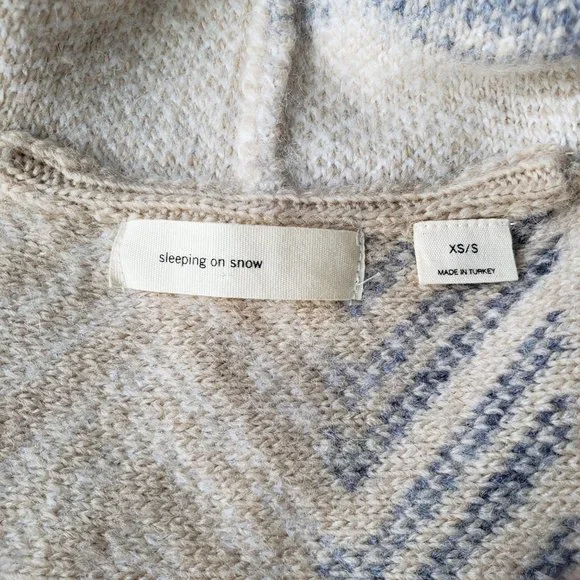 sleeping on snow
XS/S
MADE IN TURKEY